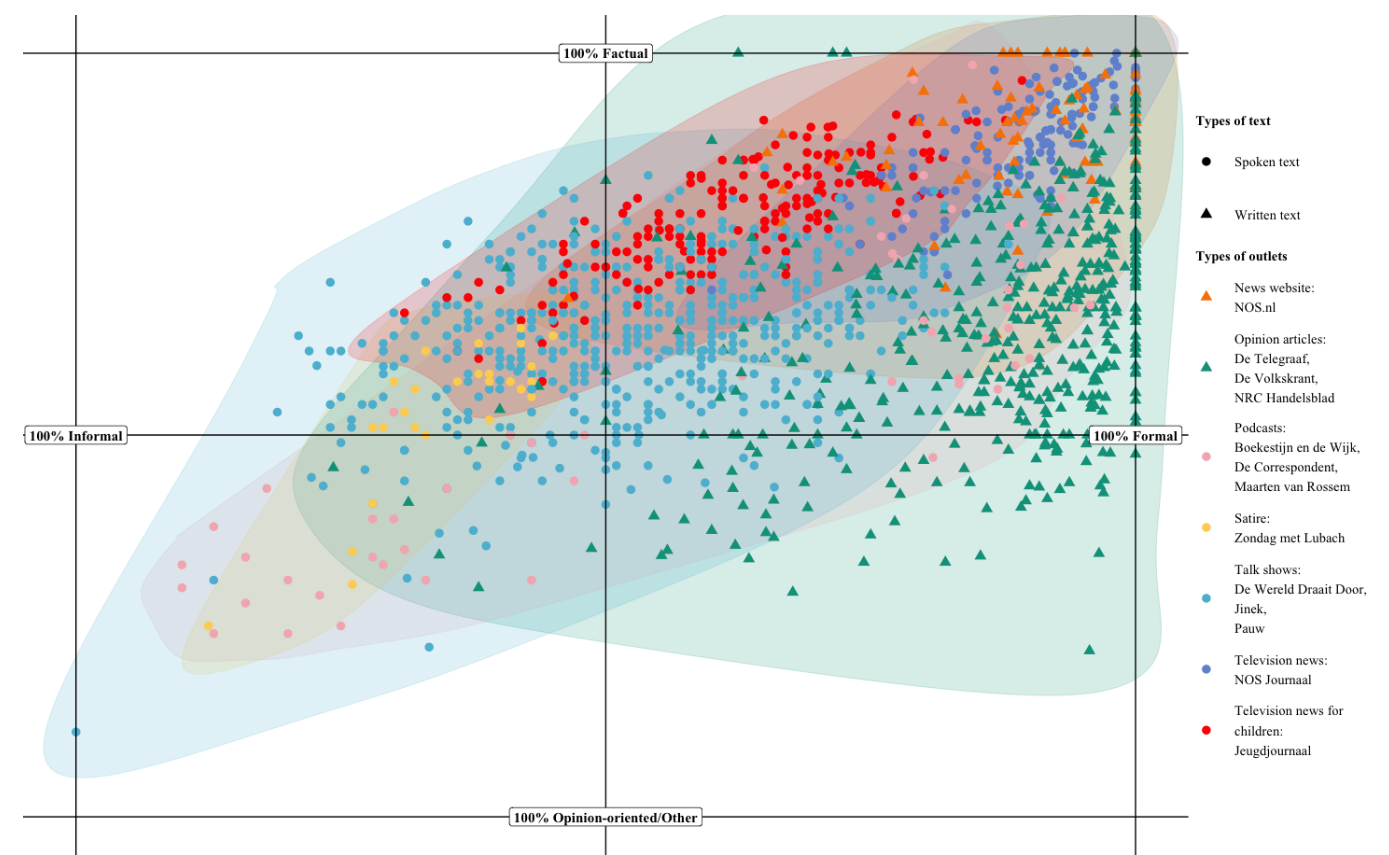 100% Factual
100% Informal
100% Formal
100% Opinion-oriented/Other
Types of text
Spoken text
Written text
Types of outlets
News website:
NOS.nl
Opinion articles:
De Telegraaf,
De Volkskrant,
NRC Handelsblad
Podcasts:
Boekestijn en de Wijk,
De Correspondent,
Maarten van Rossem
Satire:
Zondag met Lubach
Talk shows:
De Wereld Draait Door,
Jinek,
Pauw
Television news:
NOS Journaal
Television news for
children:
Jeugdjournaal